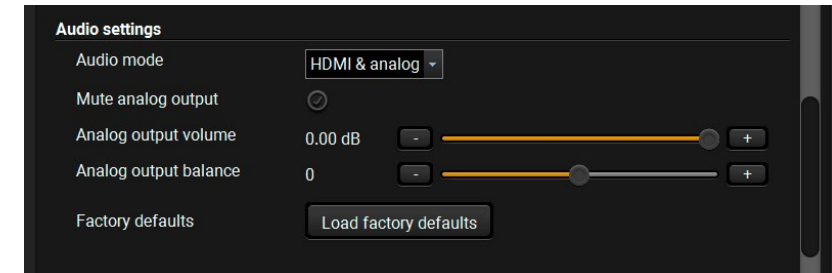 Audio settings
Audio mode HDMI & analog
Mute analog output
Analog output volume 0.00 dB - +
Analog output balance 0 - +
Factory defaults Load factory defaults